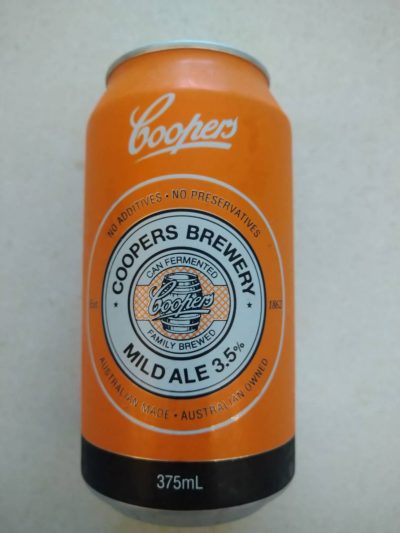 Coopers
NO ADDITIVES • NO PRESERVATIVES
COOPERS BREWERY
CAN FERMENTED
Est. 1862
Coopers
FAMILY BREWED
MILD ALE 3.5%
AUSTRALIAN MADE • AUSTRALIAN OWNED
375mL